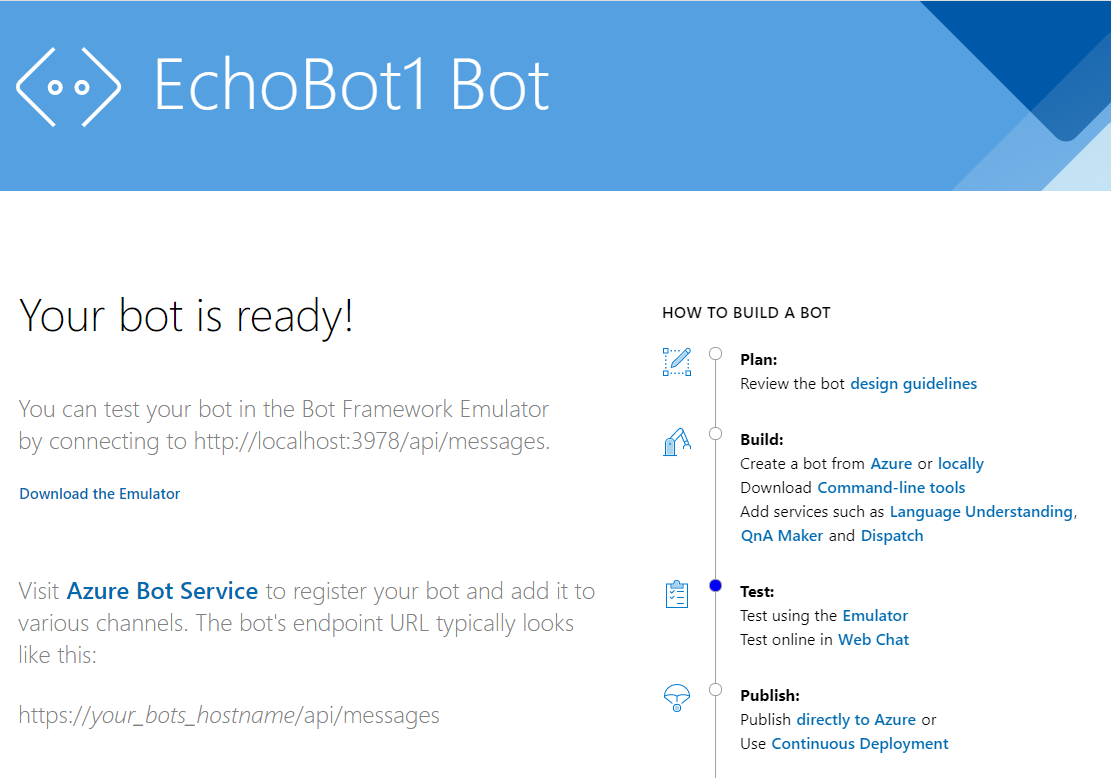 EchoBot1 Bot
Your bot is ready!
You can test your bot in the Bot Framework Emulator
by connecting to http://localhost:3978/api/messages.
Download the Emulator
Visit Azure Bot Service to register your bot and add it to
various channels. The bot's endpoint URL typically looks
like this:
https://your_bots_hostname/api/messages
HOW TO BUILD A BOT
Plan:
Review the bot design guidelines
Build:
Create a bot from Azure or locally
Download Command-line tools
Add services such as Language Understanding,
QnA Maker and Dispatch
Test:
Test using the Emulator
Test online in Web Chat
Publish:
Publish directly to Azure or
Use Continuous Deployment